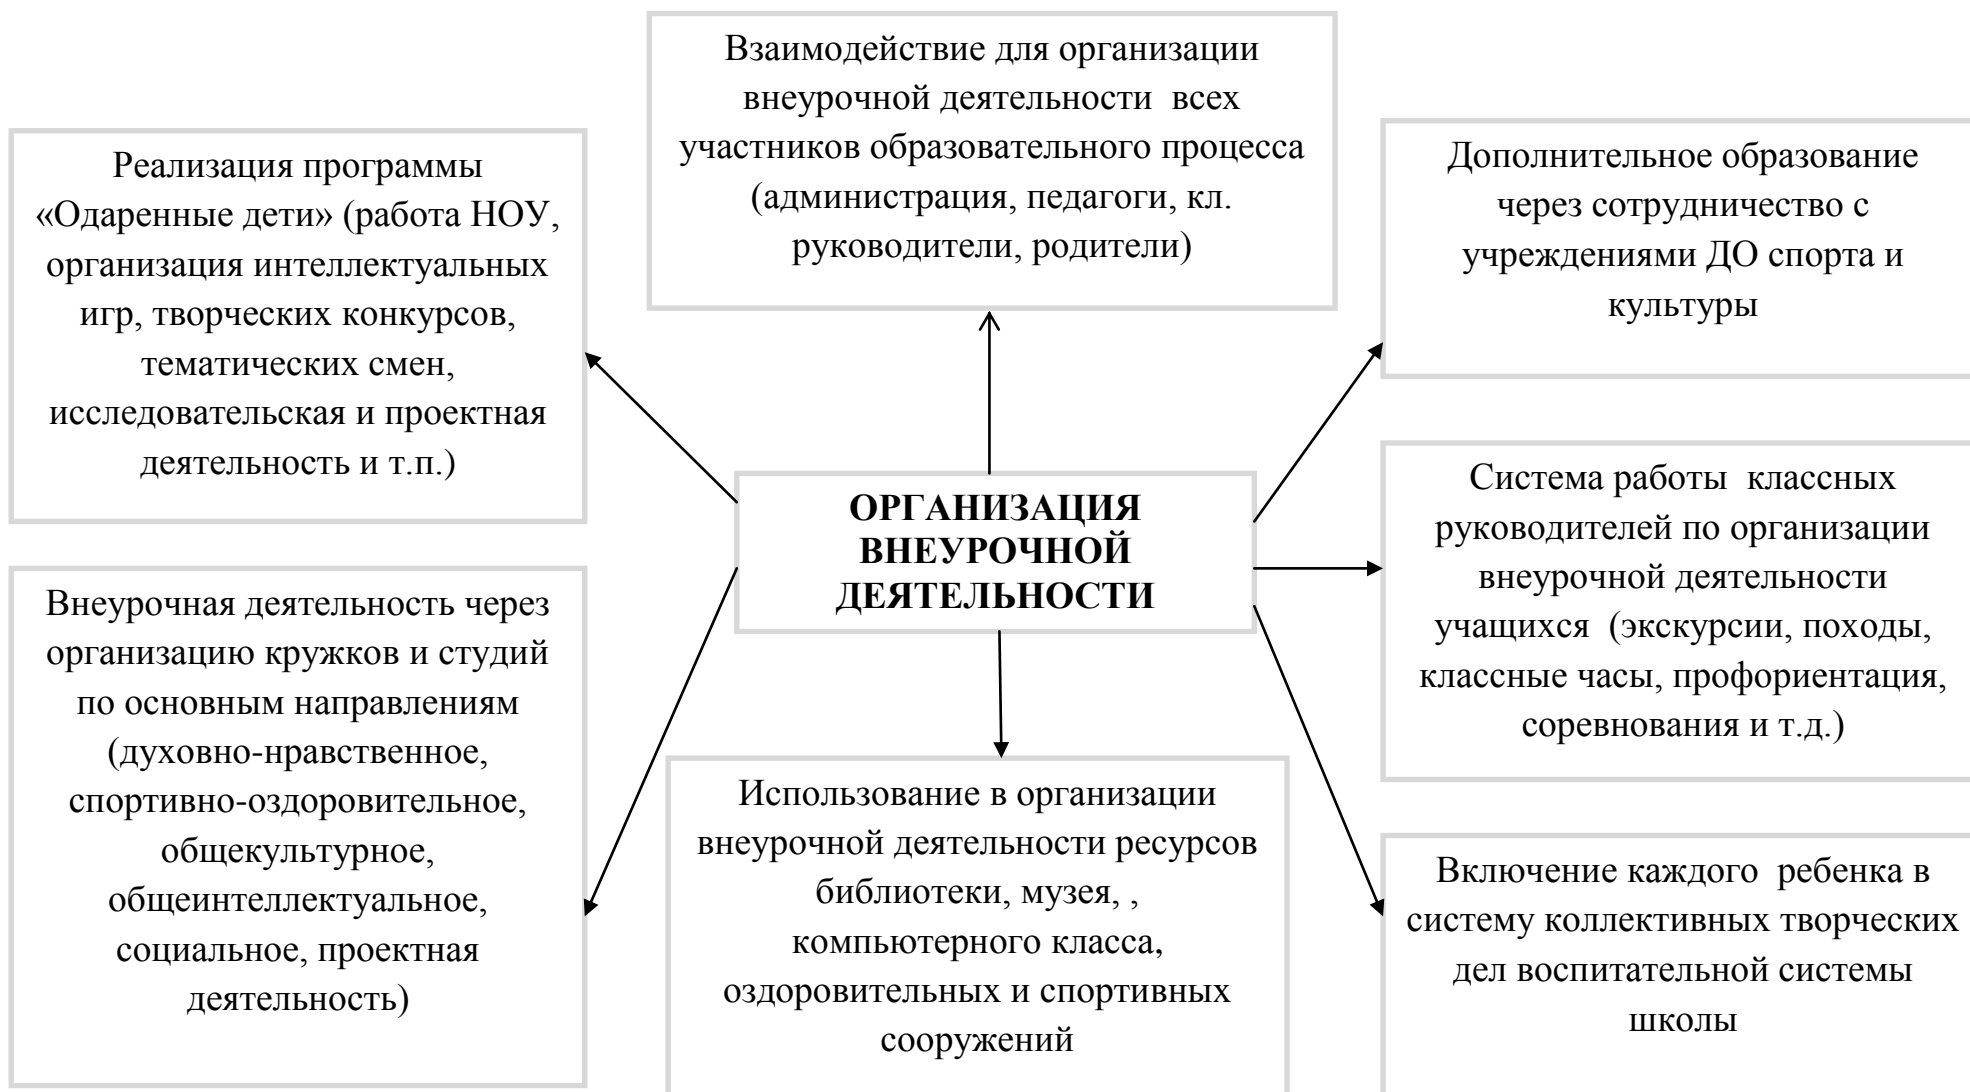 Взаимодействие для организации
внеурочной деятельности  всех
участников образовательного процесса
(администрация, педагоги, кл.
руководители, родители)
Реализация программы
«Одаренные дети» (работа НОУ,
организация интеллектуальных
игр, творческих конкурсов,
тематических смен,
исследовательская и проектная
деятельность и т.п.)
Дополнительное образование
через сотрудничество с
учреждениями ДО спорта и
культуры
ОРГАНИЗАЦИЯ
ВНЕУРОЧНОЙ
ДЕЯТЕЛЬНОСТИ
Система работы  классных
руководителей по организации
внеурочной деятельности
учащихся  (экскурсии, походы,
классные часы, профориентация,
соревнования и т.д.)
Внеурочная деятельность через
организацию кружков и студий
по основным направлениям
(духовно-нравственное,
спортивно-оздоровительное,
общекультурное,
общеинтеллектуальное,
социальное, проектная
деятельность)
Использование в организации
внеурочной деятельности ресурсов
библиотеки, музея, ,
компьютерного класса,
оздоровительных и спортивных
сооружений
Включение каждого  ребенка в
систему коллективных творческих
дел воспитательной системы
школы